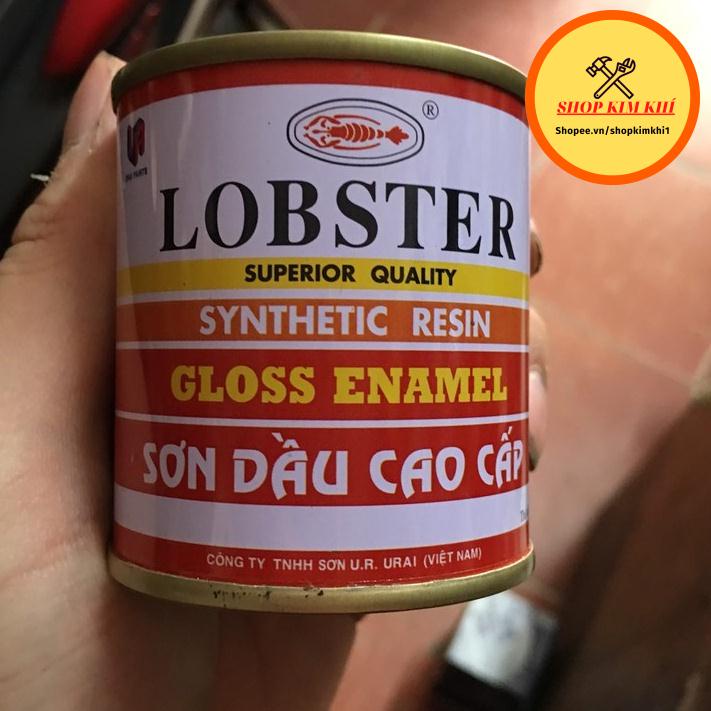 SHOP KIM KHÍ
Shopee.vn/shopkimkhi1
®
LOBSTER
SUPERIOR QUALITY
SYNTHETIC RESIN
GLOSS ENAMEL
SƠN DẦU CAO CẤP
CÔNG TY TNHH SƠN U.R. URAI (VIỆT NAM)